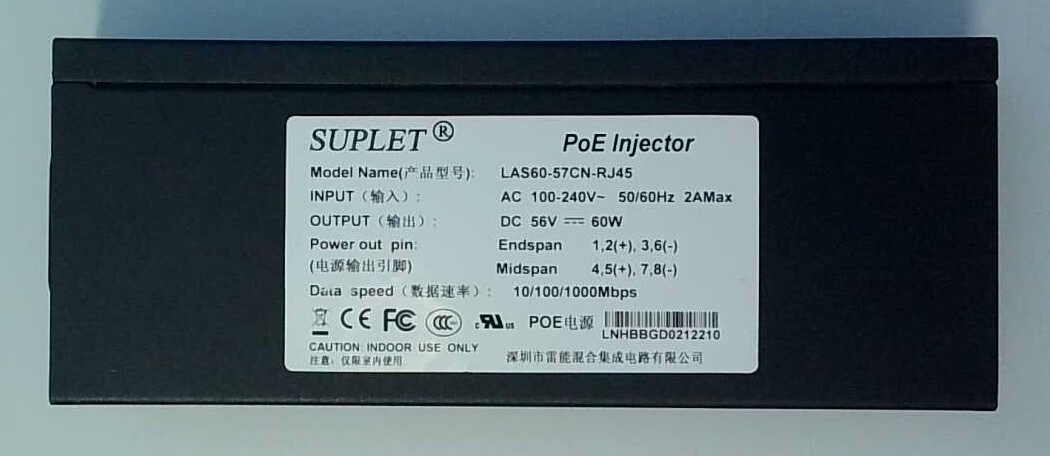 SUPLET® PoE Injector
Model Name(产品型号): LAS60-57CN-RJ45
INPUT（输入）: AC 100-240V~ 50/60Hz 2AMax
OUTPUT（输出）: DC 56V ⎓ 60W
Power out pin: Endspan 1,2(+), 3,6(-)
(电源输出引脚) Midspan 4,5(+), 7,8(-)
Data speed（数据速率）: 10/100/1000Mbps
CE FC CCC c RU us POE电源
LNHBBGD0212210
CAUTION: INDOOR USE ONLY
注意：仅限室内使用 深圳市雷能混合集成电路有限公司